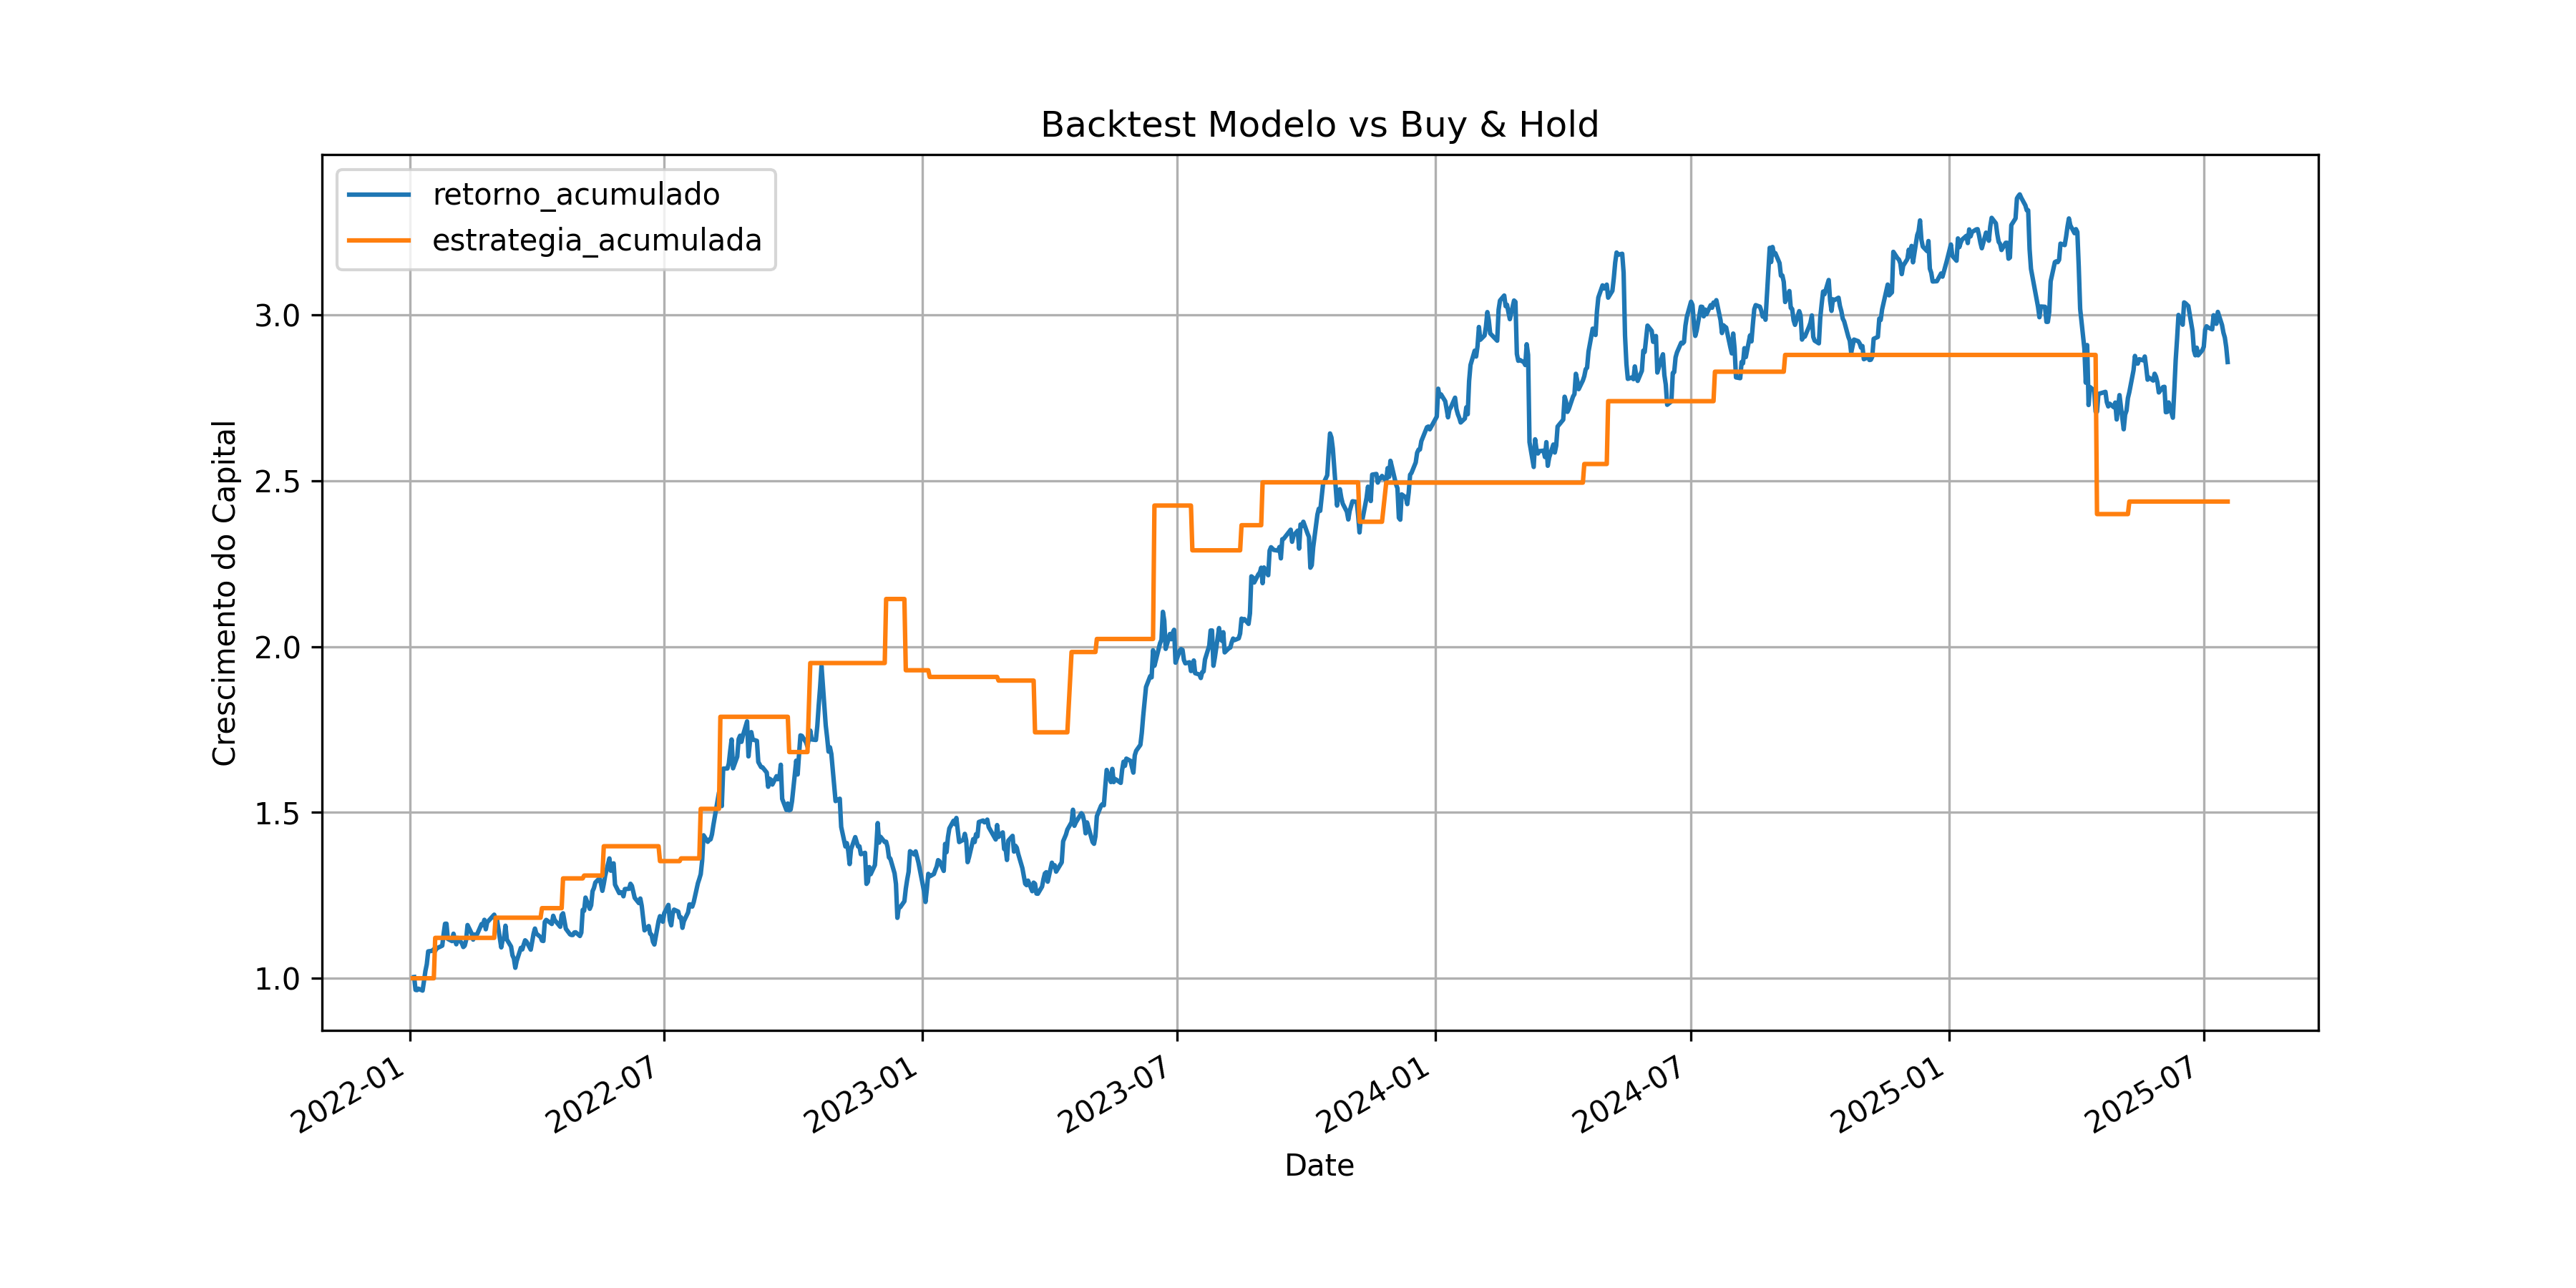 Backtest Modelo vs Buy & Hold
retorno_acumulado
estrategia_acumulada
Crescimento do Capital
3.0
2.5
2.0
1.5
1.0
2022-01
2022-07
2023-01
2023-07
2024-01
2024-07
2025-01
2025-07
Date